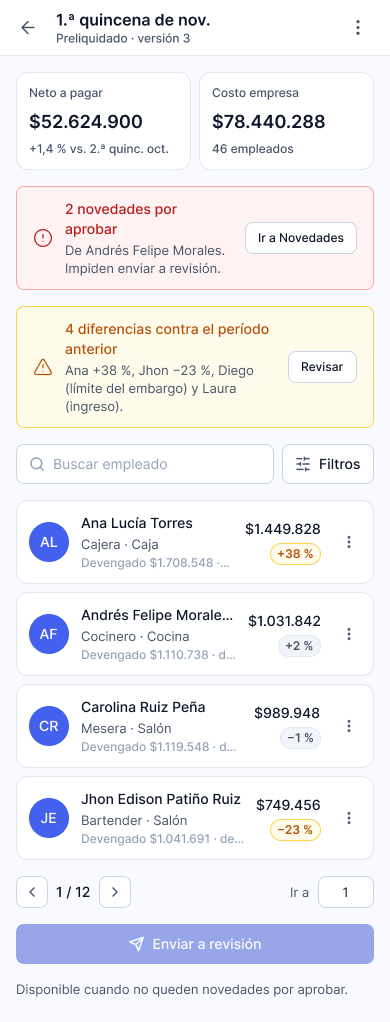 1.ª quincena de nov.
Preliquidado · versión 3
Neto a pagar
$52.624.900
+1,4 % vs. 2.ª quinc. oct.
Costo empresa
$78.440.288
46 empleados
2 novedades por
aprobar
De Andrés Felipe Morales.
Impiden enviar a revisión.
Ir a Novedades
4 diferencias contra el período
anterior
Ana +38 %, Jhon −23 %, Diego
(límite del embargo) y Laura
(ingreso).
Revisar
Buscar empleado
Filtros
AL
Ana Lucía Torres
Cajera · Caja
Devengado $1.708.548 ·...
$1.449.828
+38 %
AF
Andrés Felipe Morale...
Cocinero · Cocina
Devengado $1.110.738 · d...
$1.031.842
+2 %
CR
Carolina Ruiz Peña
Mesera · Salón
Devengado $1.119.548 · d...
$989.948
−1 %
JE
Jhon Edison Patiño Ruiz
Bartender · Salón
Devengado $1.041.691 · de...
$749.456
−23 %
1 / 12
Ir a
1
Enviar a revisión
Disponible cuando no queden novedades por aprobar.